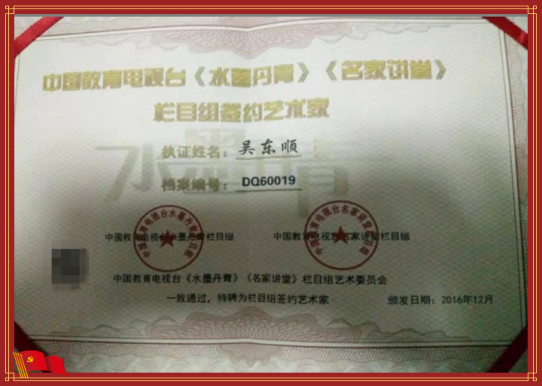 中国教育电视台《水墨丹青》《名家讲堂》
栏目组签约艺术家
水墨丹青
执证姓名：吴东顺
档案编号：DQ60019
中国教育电视台水墨丹青栏目组
中国教育电视台名家讲堂栏目组
中国教育电视台《水墨丹青》《名家讲堂》栏目组艺术委员会
一致通过，特聘为栏目组签约艺术家
颁发日期：2016年12月